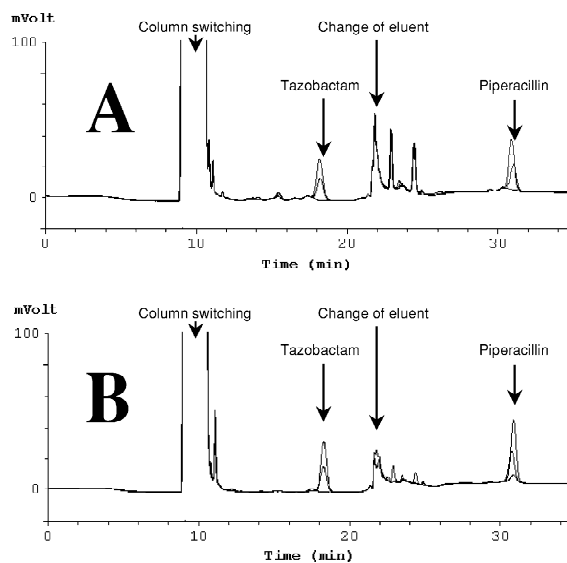 mVolt
Column switching
Change of eluent
100
A
Tazobactam
Piperacillin
0
0
10
20
30
Time (min)
mVolt
Column switching
Change of eluent
100
Tazobactam
Piperacillin
B
0
0
10
20
30
Time (min)